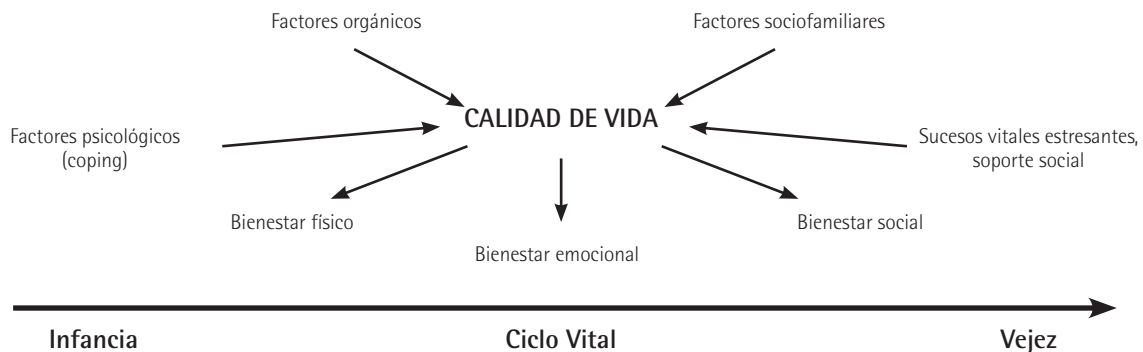 Factores orgánicos
Factores sociofamiliares
CALIDAD DE VIDA
Factores psicológicos
(coping)
Sucesos vitales estresantes,
soporte social
Bienestar físico
Bienestar social
Bienestar emocional
Infancia
Ciclo Vital
Vejez